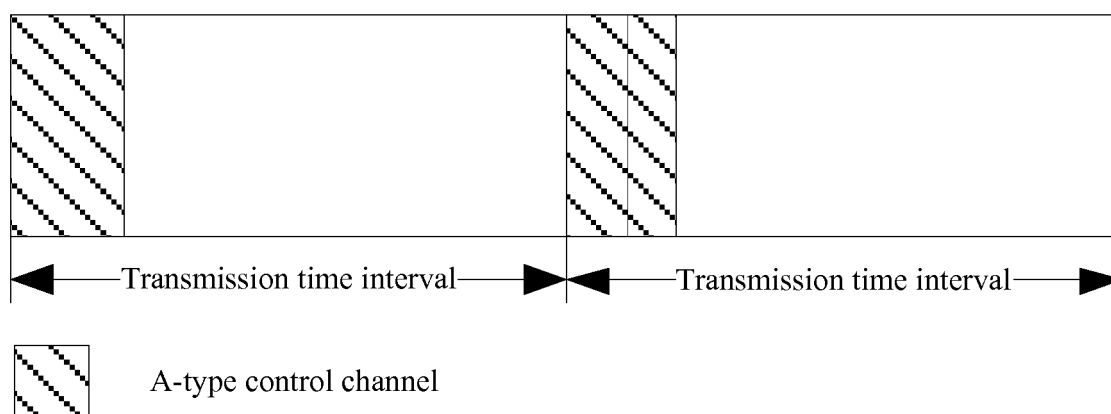 Transmission time interval Transmission time interval
A-type control channel